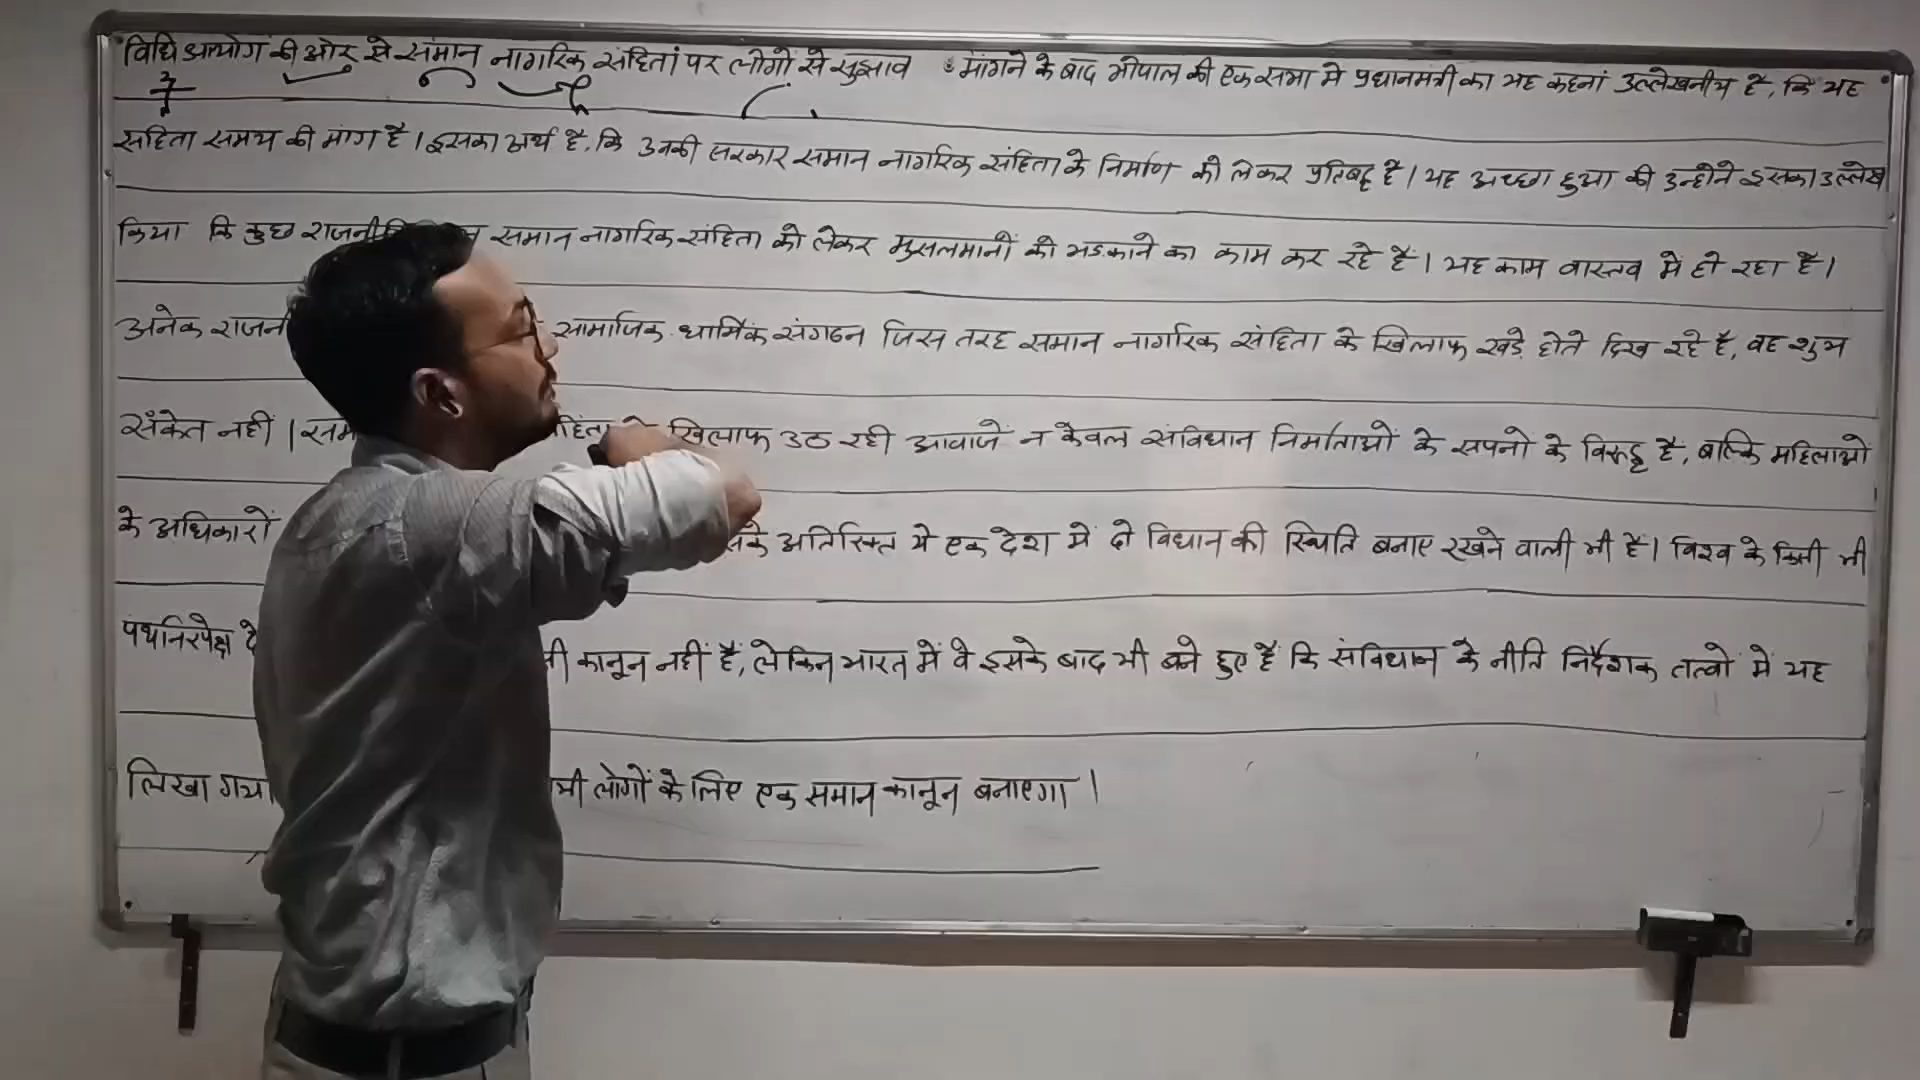 विधि आयोग की ओर से समान नागरिक संहिता पर लोगों से सुझाव मांगने के बाद भोपाल की एक सभा मे प्रधानमंत्री का यह कहनां उल्लेखनीय है, कि यह
सहिता समय की मांग है। इसका अर्थ है, कि उनकी सरकार समान नागरिक संहिता के निर्माण को लेकर प्रतिबद्द है। यह अच्छा हुआ की उन्होने इसका उल्लेख
किया कि कुछ समान नागरिक संहिता को लेकर मुसलमानों को भडकाने का काम कर रहे हैं। यह काम वास्तव में हो रहा है।
अनेक सामाजिक धार्मिक संगठन जिस तरह समान नागरिक संहिता के खिलाफ खडे़ होते दिख रहे है, वह शुभ
संकेत नहीं। खिलाफ उठ रही आवाजें न केवल संविधान निर्माताओं के सपनो के विरूद्द है, बल्कि महिलाओं
के अधिकारों अतिरिक्त ये एक देश में दो विधान की स्थिति बनाए रखने वाली भी हैं। विश्व के किसी भी
पंथनिरपेक्ष कानून नहीं हैं, लेकिन भारत में वे इसके बाद भी बने हुए हैं कि संविधान के नीति निर्देशक तत्वों में यह
लिखा गया लोगों के लिए एक समान कानून बनाएगा।